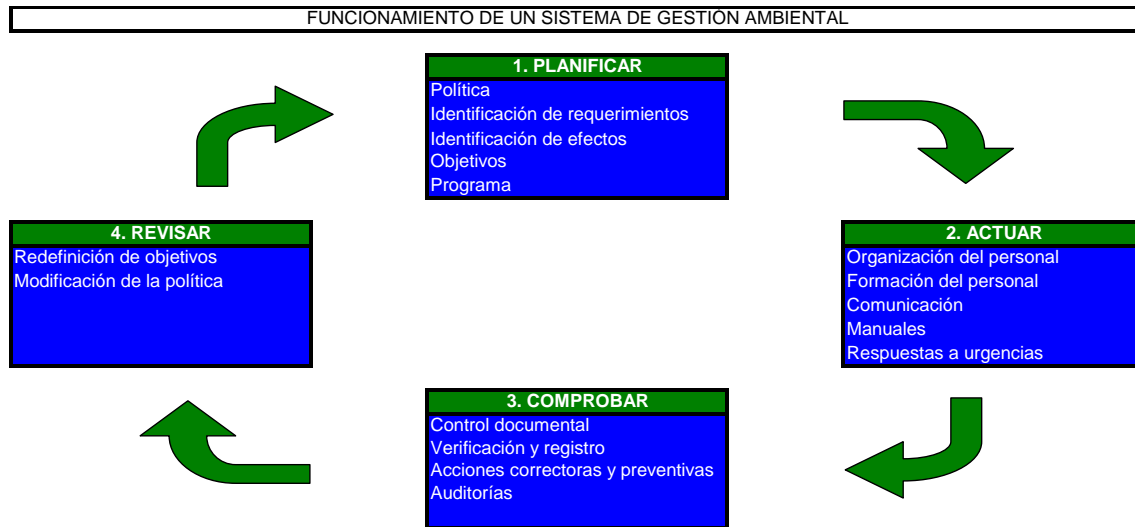 FUNCIONAMIENTO DE UN SISTEMA DE GESTIÓN AMBIENTAL
1. PLANIFICAR
Política
Identificación de requerimientos
Identificación de efectos
Objetivos
Programa
2. ACTUAR
Organización del personal
Formación del personal
Comunicación
Manuales
Respuestas a urgencias
3. COMPROBAR
Control documental
Verificación y registro
Acciones correctoras y preventivas
Auditorías
4. REVISAR
Redefinición de objetivos
Modificación de la política